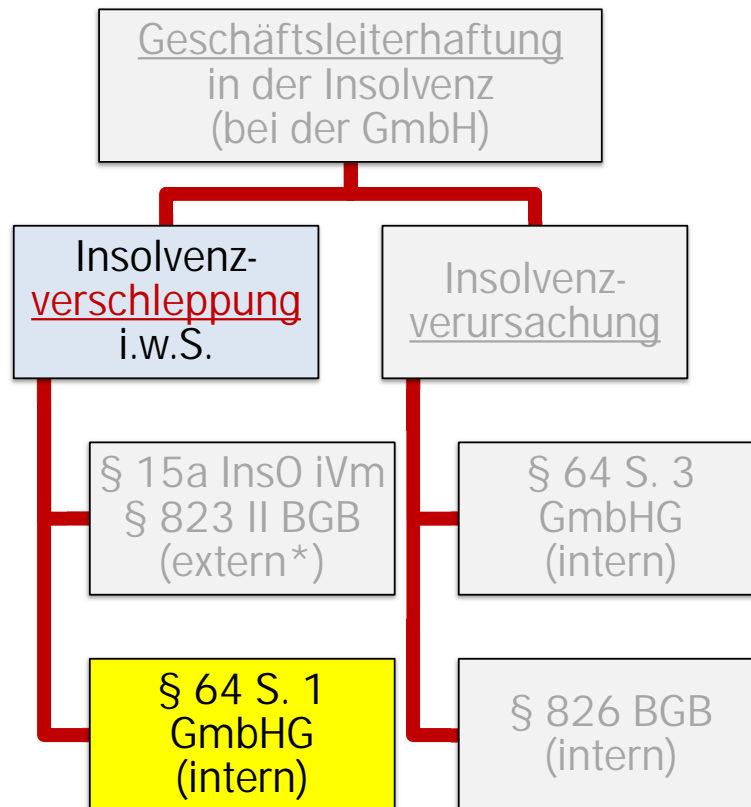 Geschäftsleiterhaftung
in der Insolvenz
(bei der GmbH)
Insolvenz-
verschleppung
i.w.S.
Insolvenz-
verursachung
§ 15a InsO iVm
§ 823 II BGB
(extern*)
§ 64 S. 3
GmbHG
(intern)
§ 64 S. 1
GmbHG
(intern)
§ 826 BGB
(intern)